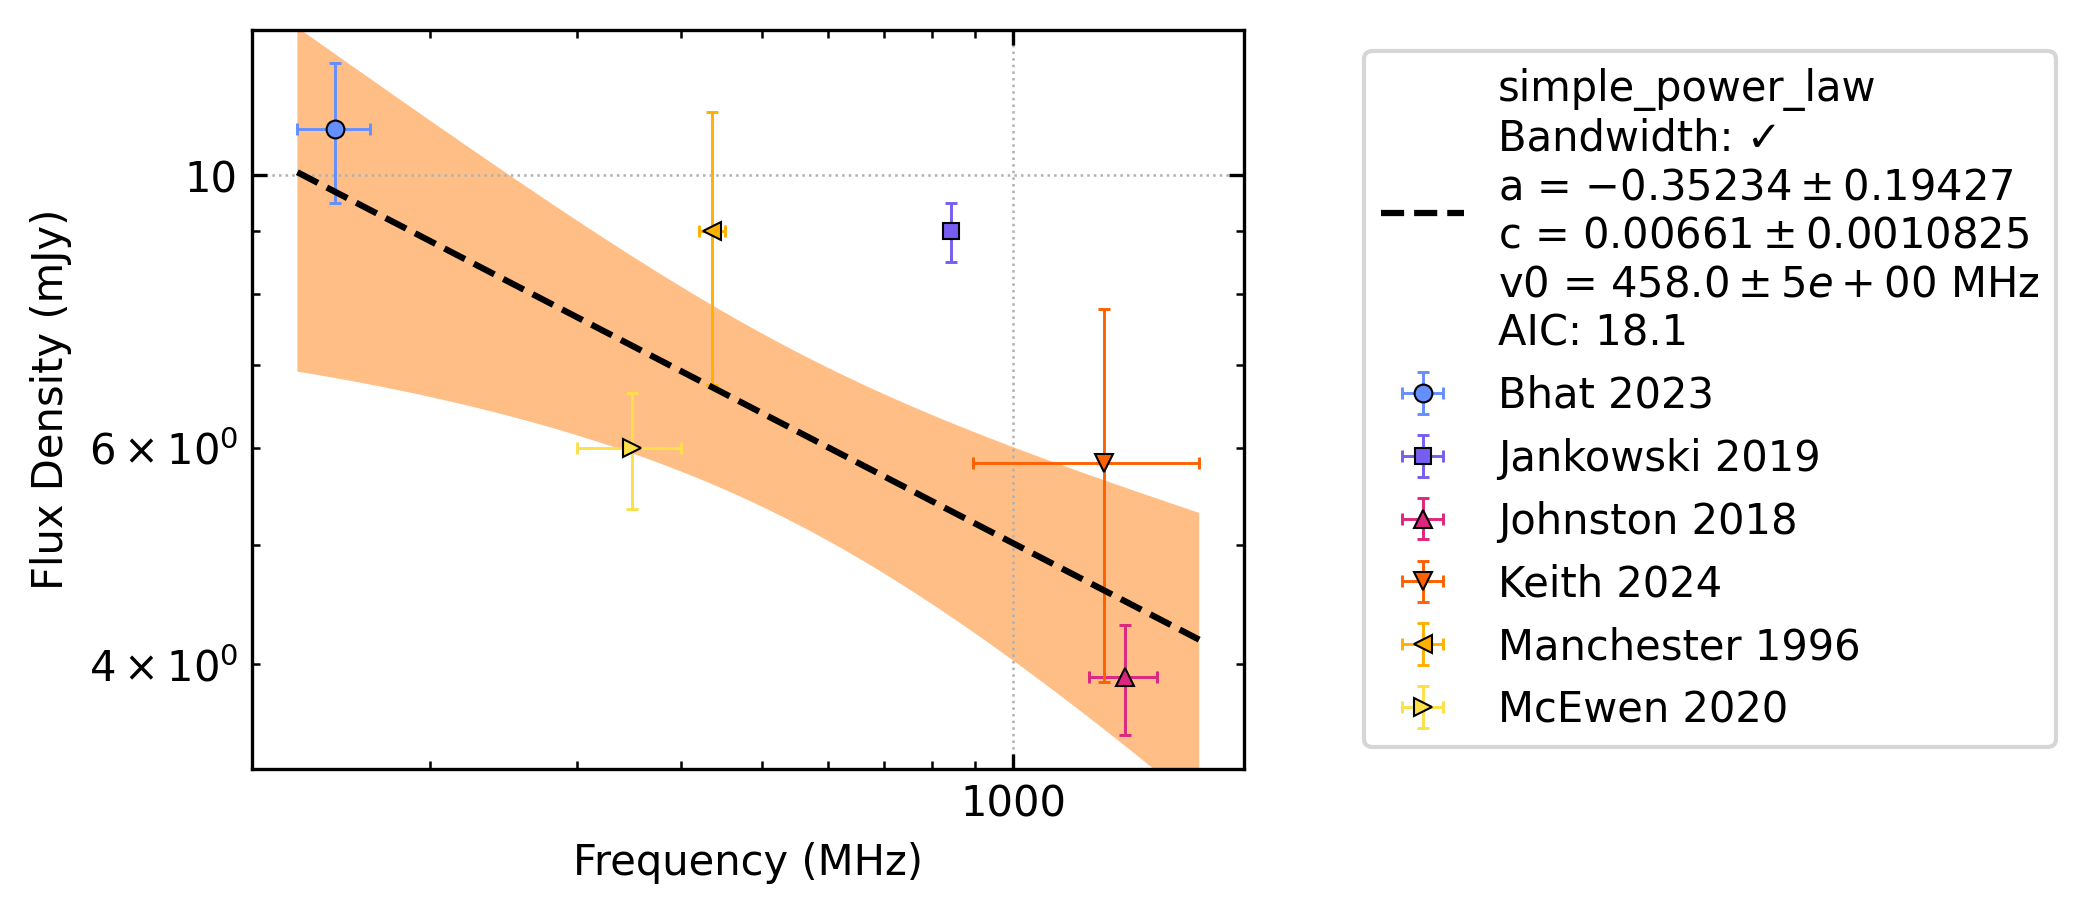 10
6 × 10⁰
4 × 10⁰
1000
Flux Density (mJy)
Frequency (MHz)
simple_power_law
Bandwidth: ✓
a = −0.35234 ± 0.19427
c = 0.00661 ± 0.0010825
v0 = 458.0 ± 5e + 00 MHz
AIC: 18.1
Bhat 2023
Jankowski 2019
Johnston 2018
Keith 2024
Manchester 1996
McEwen 2020